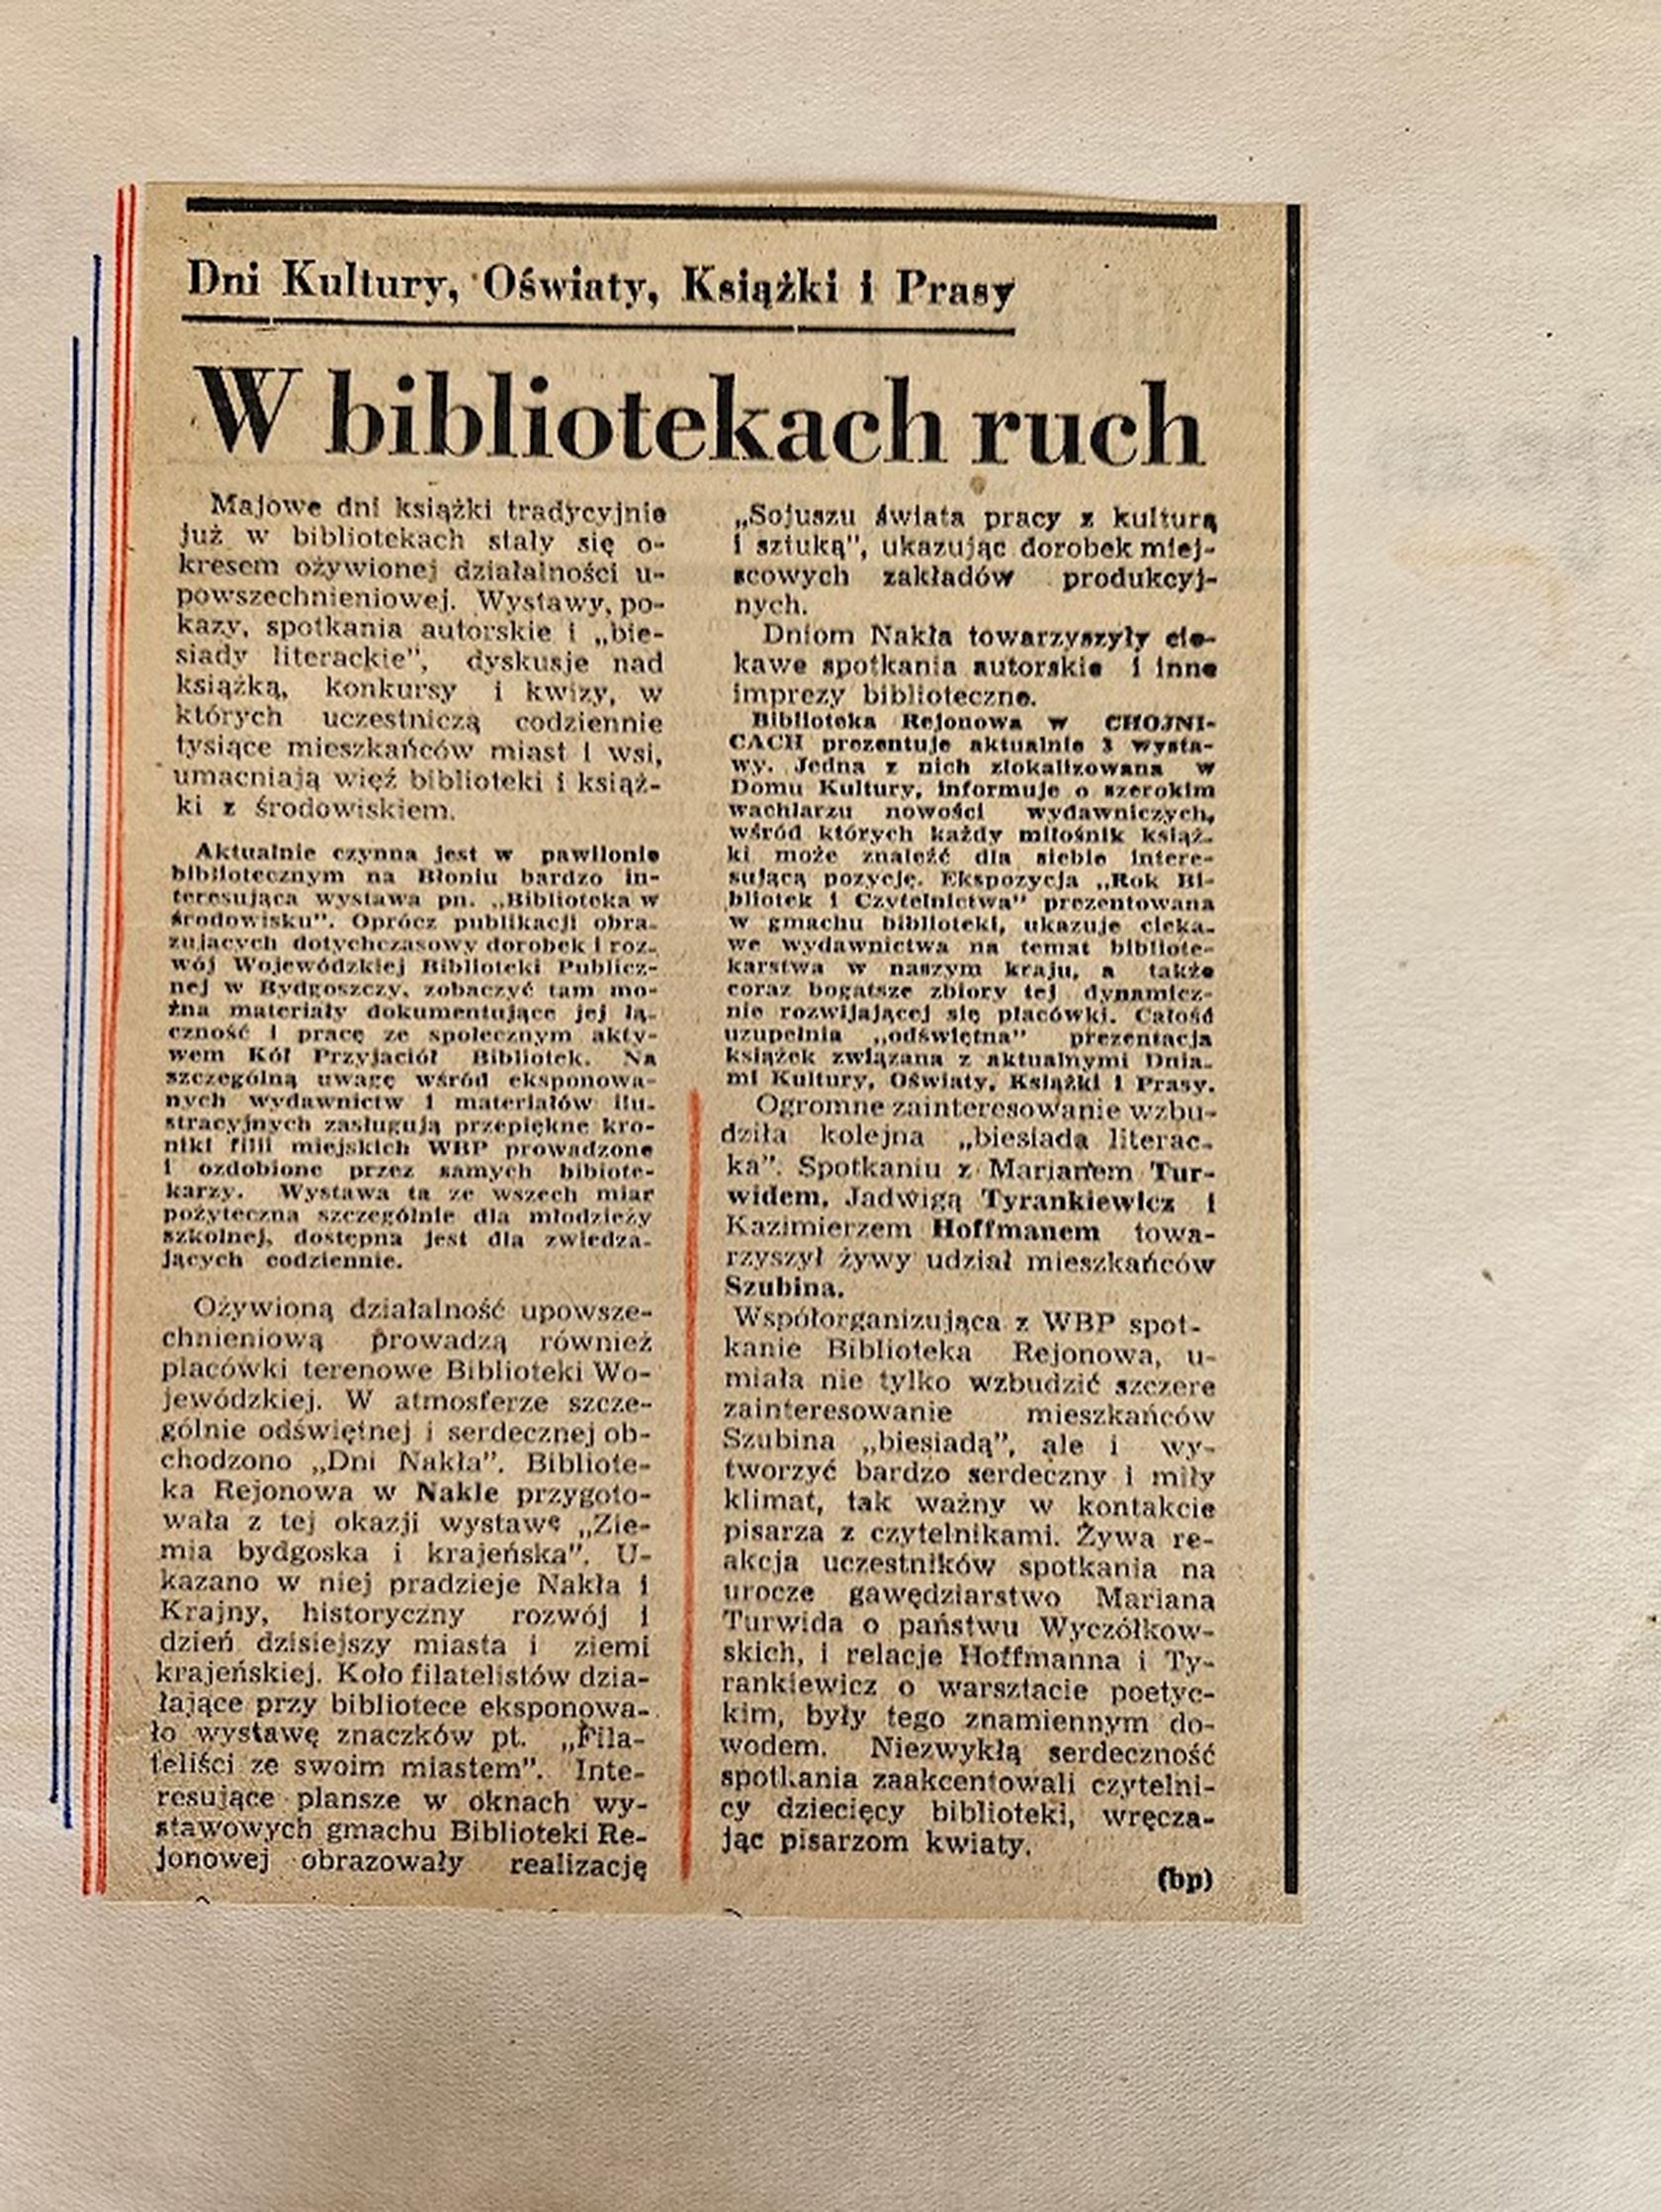 Dni Kultury, Oświaty, Książki i Prasy
W bibliotekach ruch
Majowe dni książki tradycyjnie
już w bibliotekach stały się o-
kresem ożywionej działalności u-
powszechnieniowej. Wystawy, po-
kazy, spotkania autorskie i „bie-
siady literackie", dyskusje nad
książką, konkursy i kwizy, w
których uczestniczą codziennie
tysiące mieszkańców miast i wsi,
umacniają więź biblioteki i książ-
ki z środowiskiem.
Aktualnie czynna jest w pawilonie
bibliotecznym na Błoniu bardzo in-
teresująca wystawa pn. „Biblioteka w
środowisku". Oprócz publikacji obra-
zujących dotychczasowy dorobek i roz-
wój Wojewódzkiej Biblioteki Publicz-
nej w Bydgoszczy, zobaczyć tam mo-
żna materiały dokumentujące jej łą-
czność i pracę ze społecznym akty-
wem Kół Przyjaciół Bibliotek. Na
szczególną uwagę wśród eksponowa-
nych wydawnictw i materiałów ilu-
stracyjnych zasługują przepiękne kro-
niki filii miejskich WBP prowadzone
i ozdobione przez samych bibiote-
karzy. Wystawa ta ze wszech miar
pożyteczna szczególnie dla młodzieży
szkolnej, dostępna jest dla zwiedza-
jących codziennie.
Ożywioną działalność upowsze-
chnieniową prowadzą również
placówki terenowe Biblioteki Wo-
jewódzkiej. W atmosferze szcze-
gólnie odświętnej i serdecznej ob-
chodzono „Dni Nakła". Bibliote-
ka Rejonowa w Nakle przygoto-
wała z tej okazji wystawę „Zie-
mia bydgoska i krajeńska". U-
kazano w niej pradzieje Nakła i
Krajny, historyczny rozwój i
dzień dzisiejszy miasta i ziemi
krajeńskiej. Koło filatelistów dzia-
łające przy bibliotece eksponowa-
ło wystawę znaczków pt. „Fila-
teliści ze swoim miastem". Inte-
resujące plansze w oknach wy-
stawowych gmachu Biblioteki Re-
jonowej obrazowały realizację
„Sojuszu świata pracy z kulturą
i sztuką", ukazując dorobek miej-
scowych zakładów produkcyj-
nych.
Dniom Nakła towarzyszyły cie-
kawe spotkania autorskie i inne
imprezy biblioteczne.
Biblioteka Rejonowa w CHOJNI-
CACH prezentuje aktualnie 3 wysta-
wy. Jedna z nich zlokalizowana w
Domu Kultury, informuje o szerokim
wachlarzu nowości wydawniczych,
wśród których każdy miłośnik książ-
ki może znaleźć dla siebie intere-
sującą pozycję. Ekspozycja „Rok Bi-
bliotek i Czytelnictwa" prezentowana
w gmachu biblioteki, ukazuje cieka-
we wydawnictwa na temat bibliote-
karstwa w naszym kraju, a także
coraz bogatsze zbiory tej dynamicz-
nie rozwijającej się placówki. Całość
uzupełnia „odświętna" prezentacja
książek związana z aktualnymi Dnia-
mi Kultury, Oświaty, Książki i Prasy.
Ogromne zainteresowanie wzbu-
dziła kolejna „biesiada literac-
ka". Spotkaniu z Marianem Tur-
widem, Jadwigą Tyrankiewicz i
Kazimierzem Hoffmanem towa-
rzyszył żywy udział mieszkańców
Szubina.
Współorganizująca z WBP spot-
kanie Biblioteka Rejonowa, u-
miała nie tylko wzbudzić szczere
zainteresowanie mieszkańców
Szubina „biesiadą", ale i wy-
tworzyć bardzo serdeczny i miły
klimat, tak ważny w kontakcie
pisarza z czytelnikami. Żywa re-
akcja uczestników spotkania na
urocze gawędziarstwo Mariana
Turwida o państwu Wyczółkow-
skich, i relacje Hoffmanna i Ty-
rankiewicz o warsztacie poetyc-
kim, były tego znamiennym do-
wodem. Niezwykłą serdeczność
spotkania zaakcentowali czytelni-
cy dziecięcy biblioteki, wręcza-
jąc pisarzom kwiaty.
(bp)